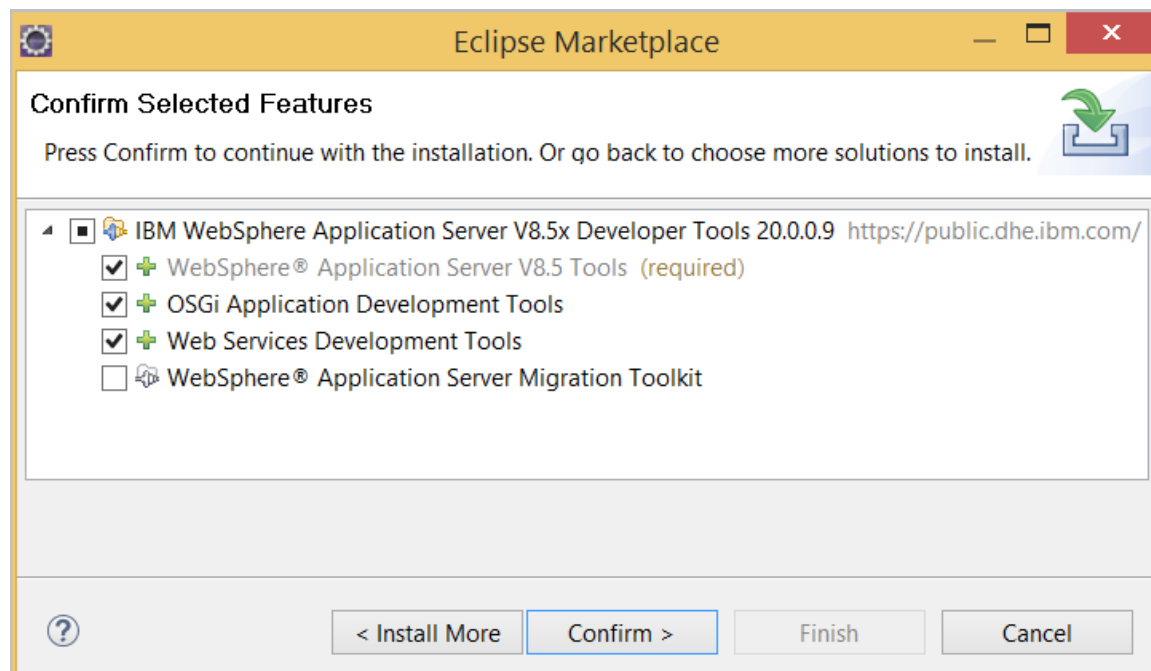 Eclipse Marketplace
Confirm Selected Features
Press Confirm to continue with the installation. Or go back to choose more solutions to install.
IBM WebSphere Application Server V8.5x Developer Tools 20.0.0.9 https://public.dhe.ibm.com/
WebSphere® Application Server V8.5 Tools (required)
OSGi Application Development Tools
Web Services Development Tools
WebSphere® Application Server Migration Toolkit
? < Install More Confirm > Finish Cancel